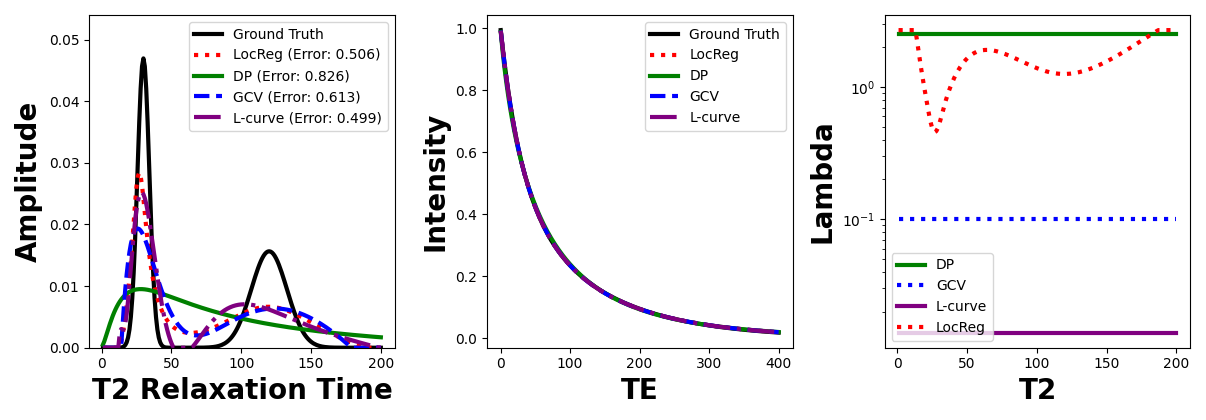 Amplitude
0.05
0.04
0.03
0.02
0.01
0.00
Ground Truth
LocReg (Error: 0.506)
DP (Error: 0.826)
GCV (Error: 0.613)
L-curve (Error: 0.499)
0 50 100 150 200
T2 Relaxation Time
Intensity
1.0
0.8
0.6
0.4
0.2
0.0
Ground Truth
LocReg
DP
GCV
L-curve
0 100 200 300 400
TE
Lambda
10⁰
10⁻¹
DP
GCV
L-curve
LocReg
0 50 100 150 200
T2